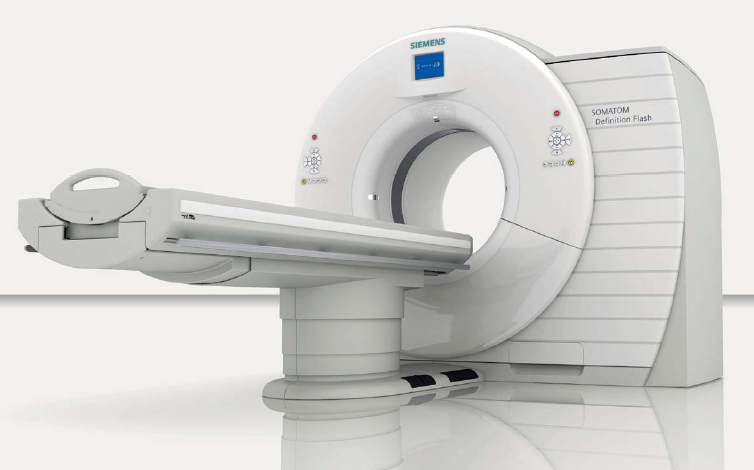 SIEMENS
SOMATOM
Definition Flash